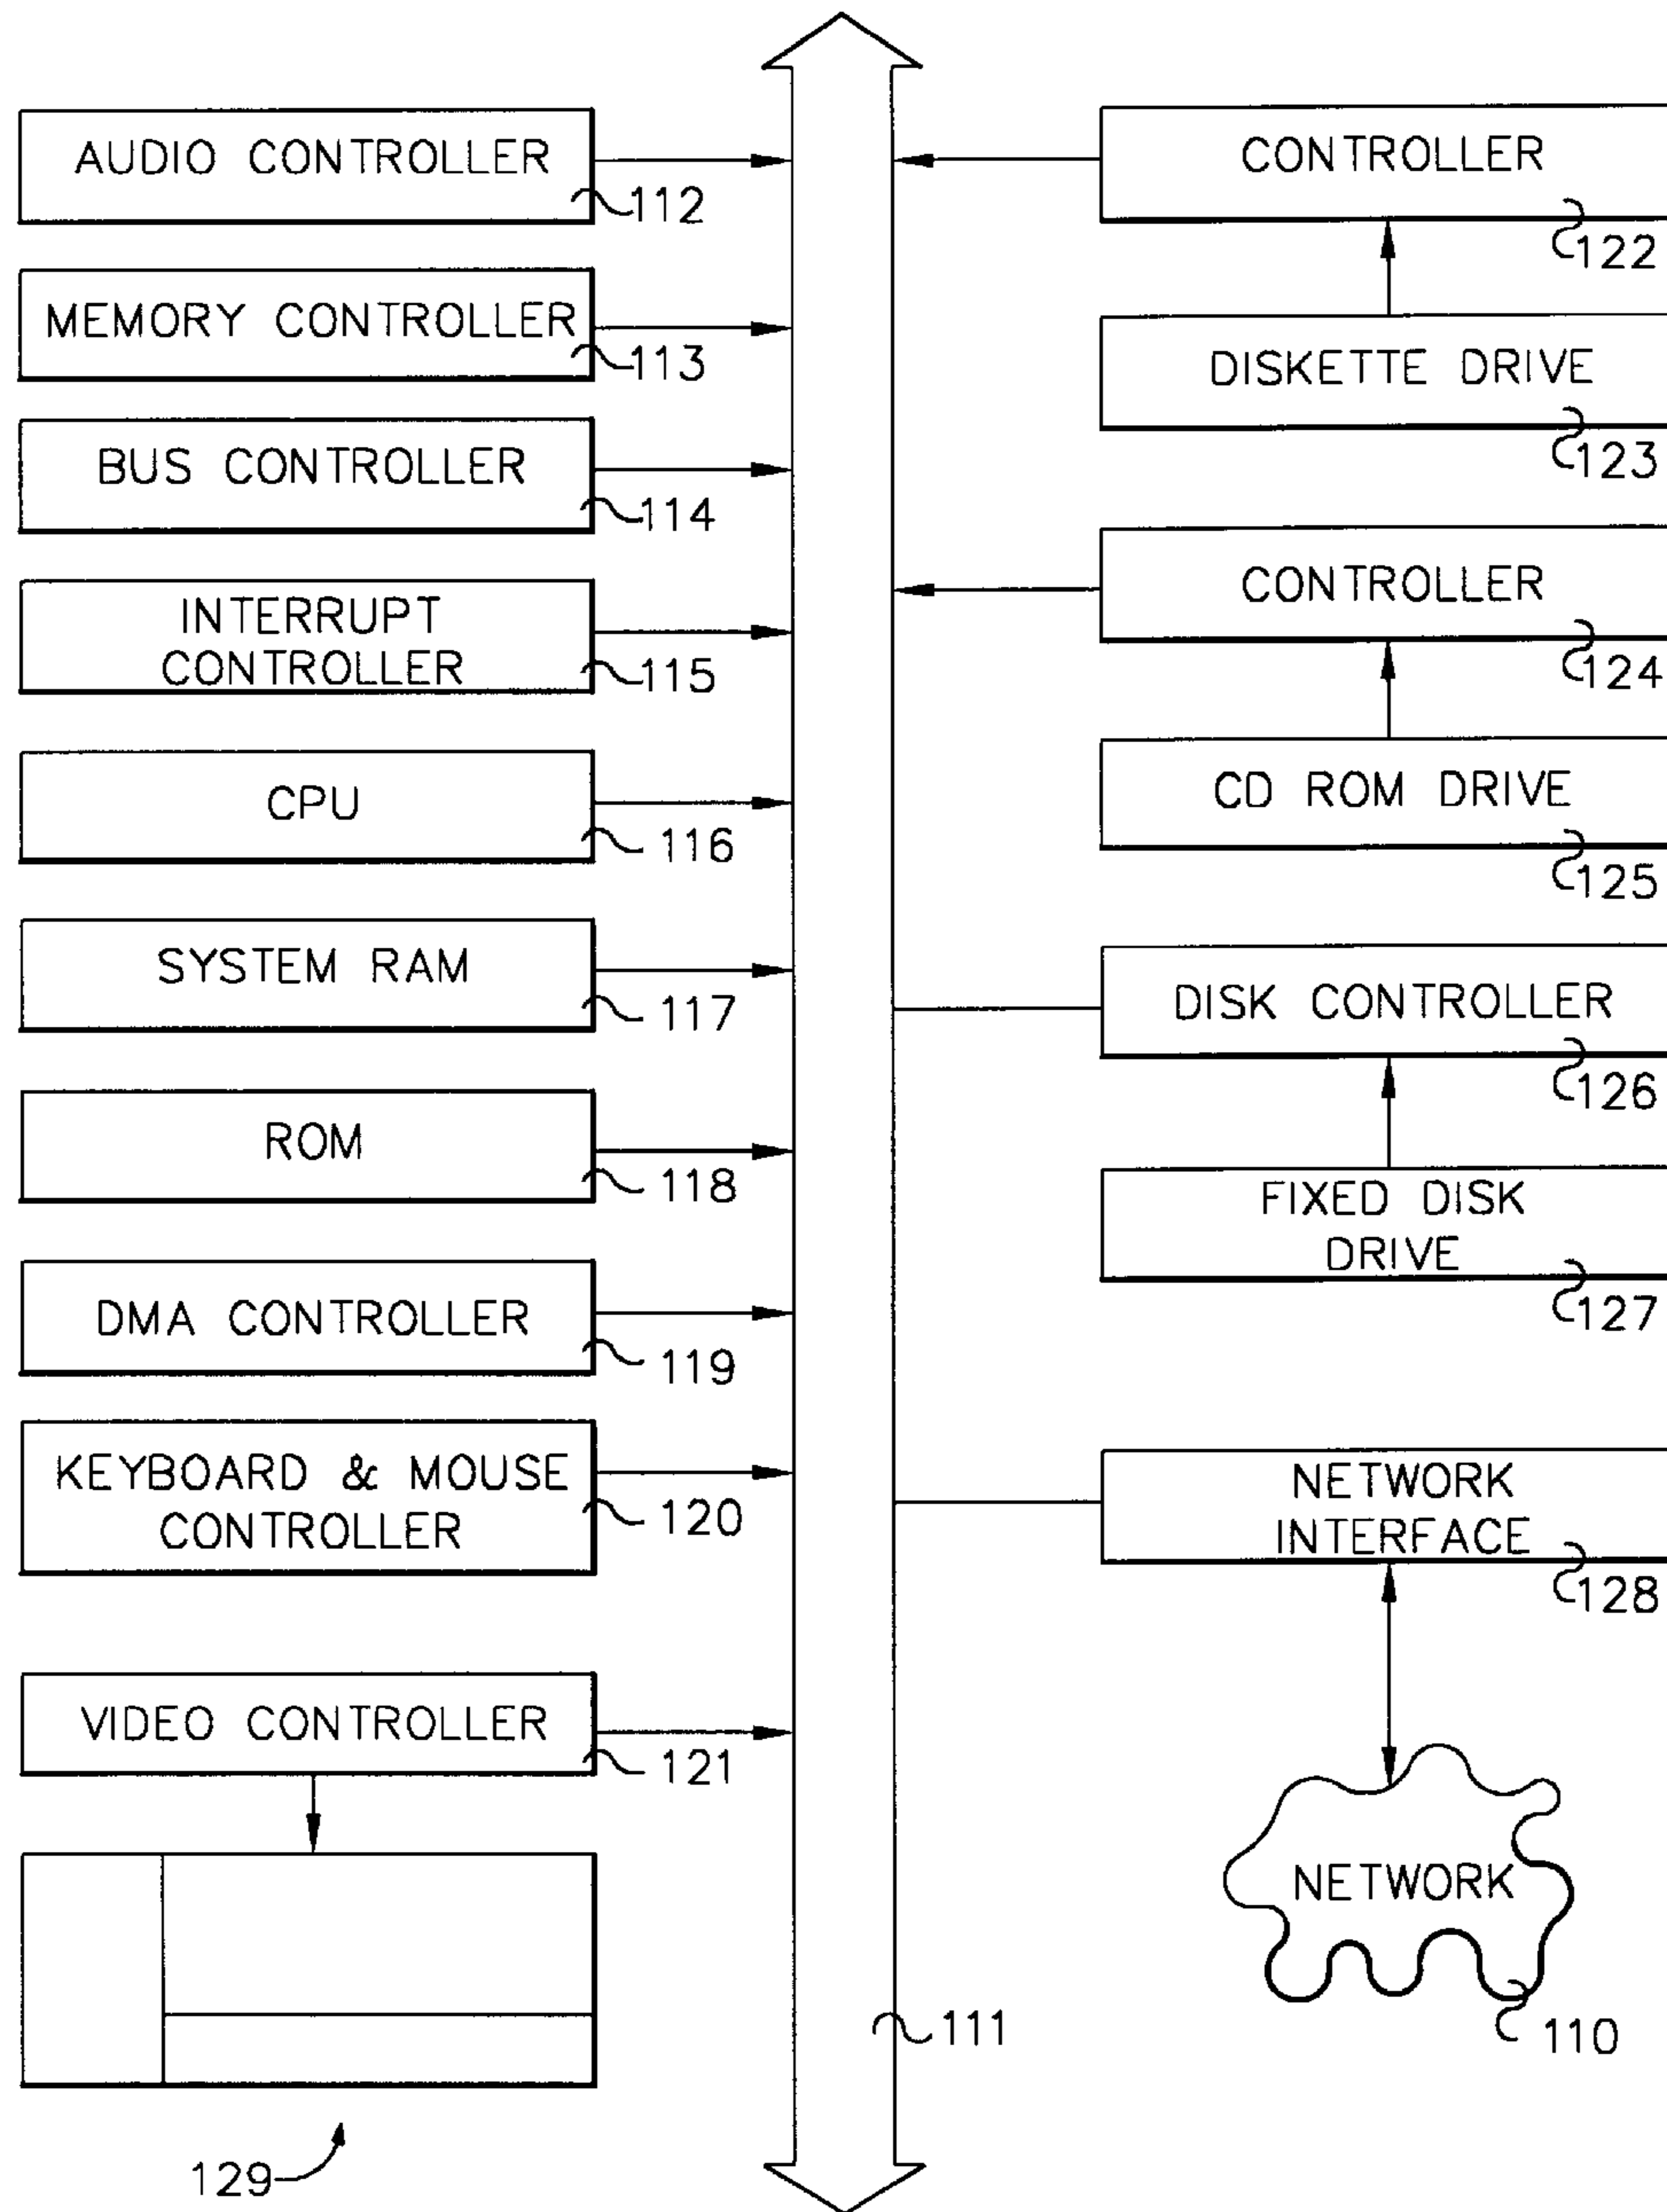 AUDIO CONTROLLER
112
MEMORY CONTROLLER
113
BUS CONTROLLER
114
INTERRUPT
CONTROLLER
115
CPU
116
SYSTEM RAM
117
ROM
118
DMA CONTROLLER
119
KEYBOARD & MOUSE
CONTROLLER
120
VIDEO CONTROLLER
121
129
111
CONTROLLER
122
DISKETTE DRIVE
123
CONTROLLER
124
CD ROM DRIVE
125
DISK CONTROLLER
126
FIXED DISK
DRIVE
127
NETWORK
INTERFACE
128
NETWORK
110